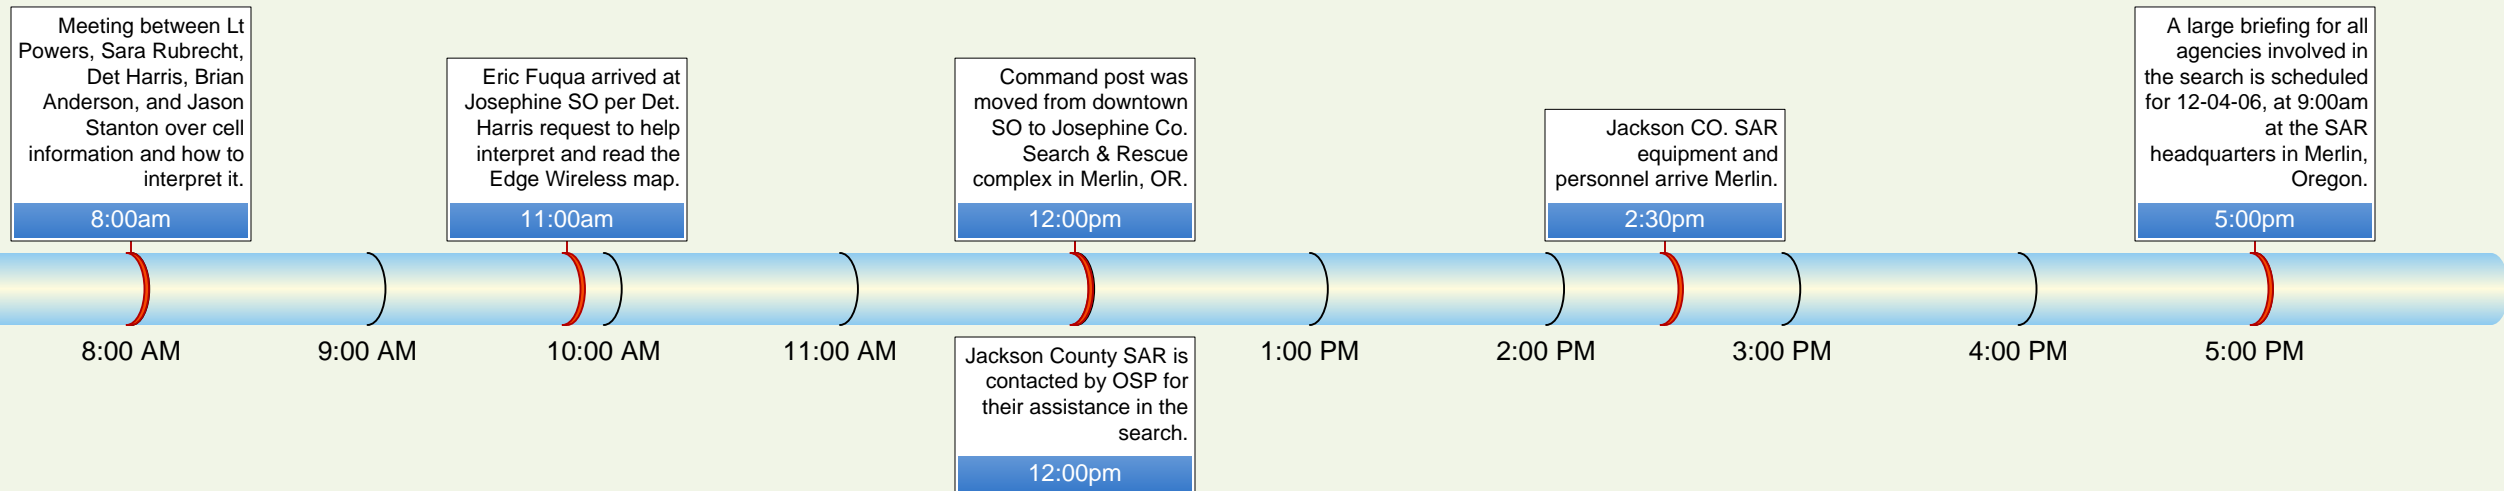 Meeting between Lt
Powers, Sara Rubrecht,
Det Harris, Brian
Anderson, and Jason
Stanton over cell
information and how to
interpret it.
8:00am
Eric Fuqua arrived at
Josephine SO per Det.
Harris request to help
interpret and read the
Edge Wireless map.
11:00am
Command post was
moved from downtown
SO to Josephine Co.
Search & Rescue
complex in Merlin, OR.
12:00pm
Jackson CO. SAR
equipment and
personnel arrive Merlin.
2:30pm
A large briefing for all
agencies involved in
the search is scheduled
for 12-04-06, at 9:00am
at the SAR
headquarters in Merlin,
Oregon.
5:00pm
8:00 AM
9:00 AM
10:00 AM
11:00 AM
1:00 PM
2:00 PM
3:00 PM
4:00 PM
5:00 PM
Jackson County SAR is
contacted by OSP for
their assistance in the
search.
12:00pm